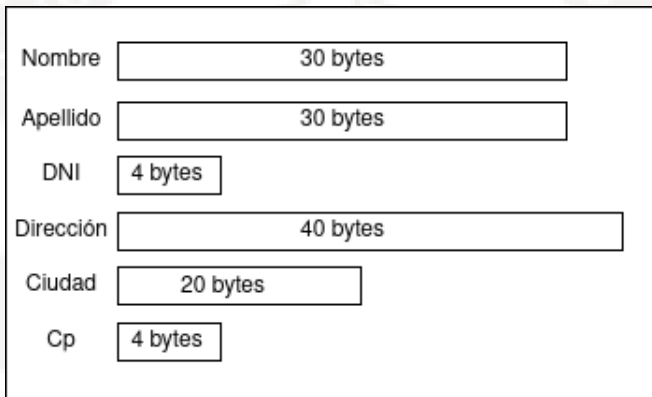 Nombre 30 bytes
Apellido 30 bytes
DNI 4 bytes
Dirección 40 bytes
Ciudad 20 bytes
Cp 4 bytes